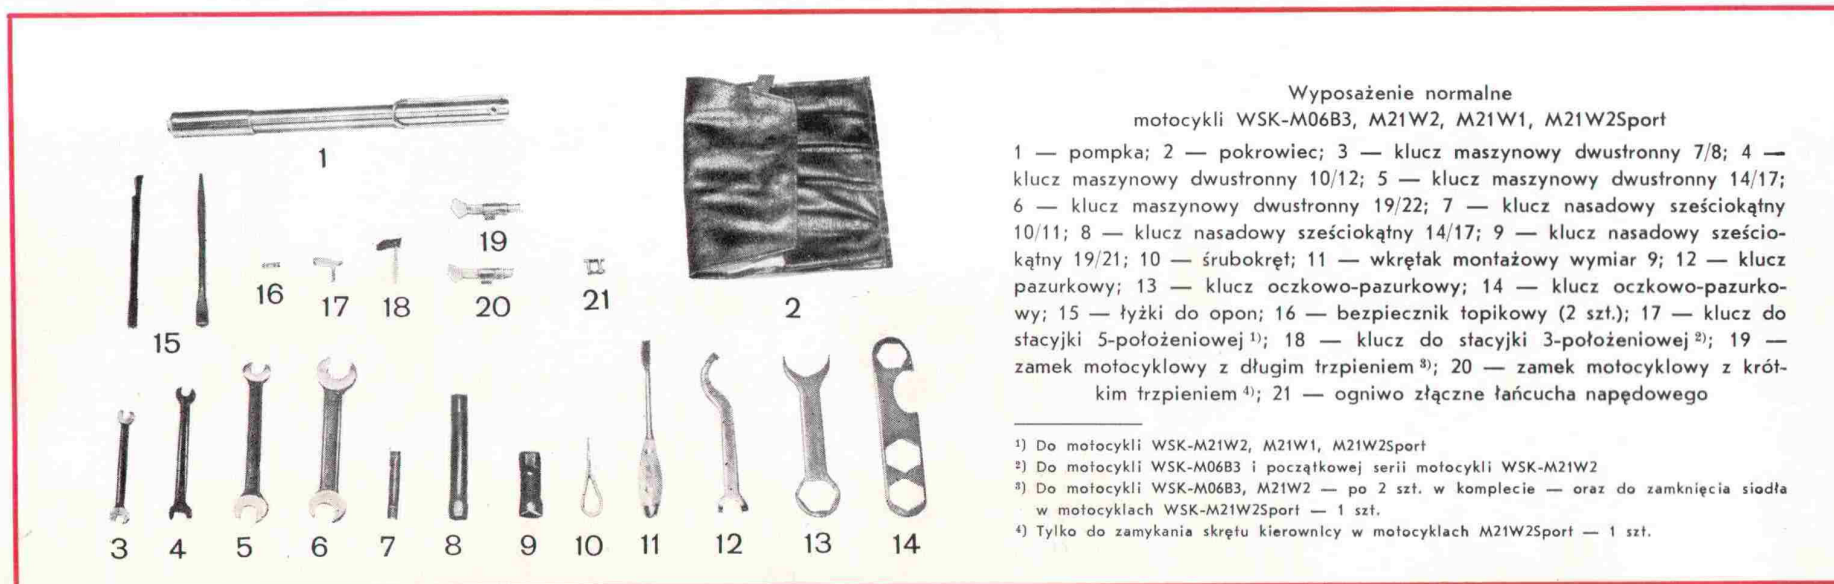 1
15
16
17
18
19
20
21
2
3
4
5
6
7
8
9
10
11
12
13
14
Wyposażenie normalne
motocykli WSK-M06B3, M21W2, M21W1, M21W2Sport
1 — pompka; 2 — pokrowiec; 3 — klucz maszynowy dwustronny 7/8; 4 —
klucz maszynowy dwustronny 10/12; 5 — klucz maszynowy dwustronny 14/17;
6 — klucz maszynowy dwustronny 19/22; 7 — klucz nasadowy sześciokątny
10/11; 8 — klucz nasadowy sześciokątny 14/17; 9 — klucz nasadowy sześcio-
kątny 19/21; 10 — śrubokręt; 11 — wkrętak montażowy wymiar 9; 12 — klucz
pazurkowy; 13 — klucz oczkowo-pazurkowy; 14 — klucz oczkowo-pazurko-
wy; 15 — łyżki do opon; 16 — bezpiecznik topikowy (2 szt.); 17 — klucz do
stacyjki 5-położeniowej ¹); 18 — klucz do stacyjki 3-położeniowej ²); 19 —
zamek motocyklowy z długim trzpieniem ³); 20 — zamek motocyklowy z krót-
kim trzpieniem ⁴); 21 — ogniwo złączne łańcucha napędowego
¹) Do motocykli WSK-M21W2, M21W1, M21W2Sport
²) Do motocykli WSK-M06B3 i początkowej serii motocykli WSK-M21W2
³) Do motocykli WSK-M06B3, M21W2 — po 2 szt. w komplecie — oraz do zamknięcia siodła
w motocyklach WSK-M21W2Sport — 1 szt.
⁴) Tylko do zamykania skrętu kierownicy w motocyklach M21W2Sport — 1 szt.